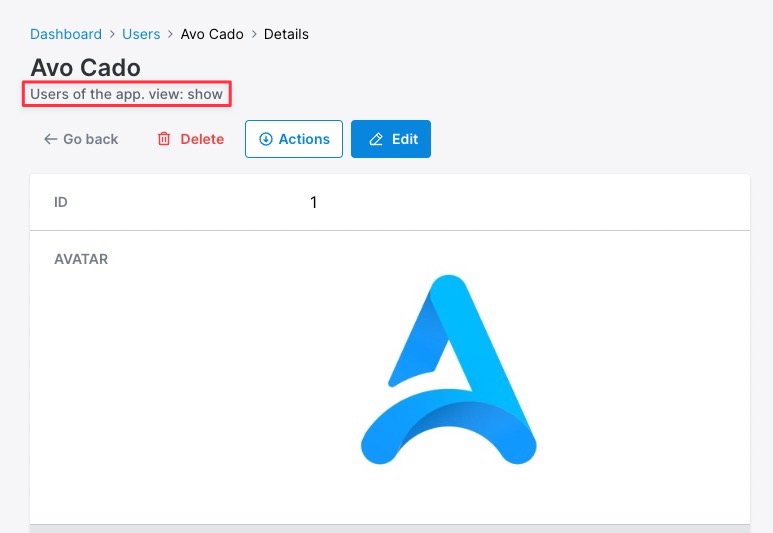 Dashboard > Users > Avo Cado > Details
Avo Cado
Users of the app. view: show
Go back Delete Actions Edit
ID 1
AVATAR